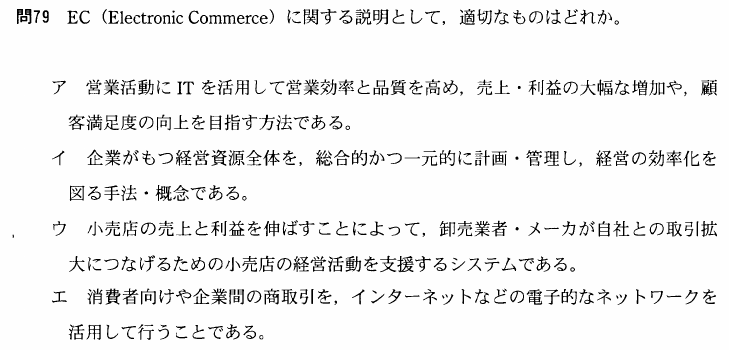 問79 EC（Electronic Commerce）に関する説明として，適切なものはどれか。
ア 営業活動に IT を活用して営業効率と品質を高め，売上・利益の大幅な増加や，顧
客満足度の向上を目指す方法である。
イ 企業がもつ経営資源全体を，総合的かつ一元的に計画・管理し，経営の効率化を
図る手法・概念である。
ウ 小売店の売上と利益を伸ばすことによって，卸売業者・メーカが自社との取引拡
大につなげるための小売店の経営活動を支援するシステムである。
エ 消費者向けや企業間の商取引を，インターネットなどの電子的なネットワークを
活用して行うことである。